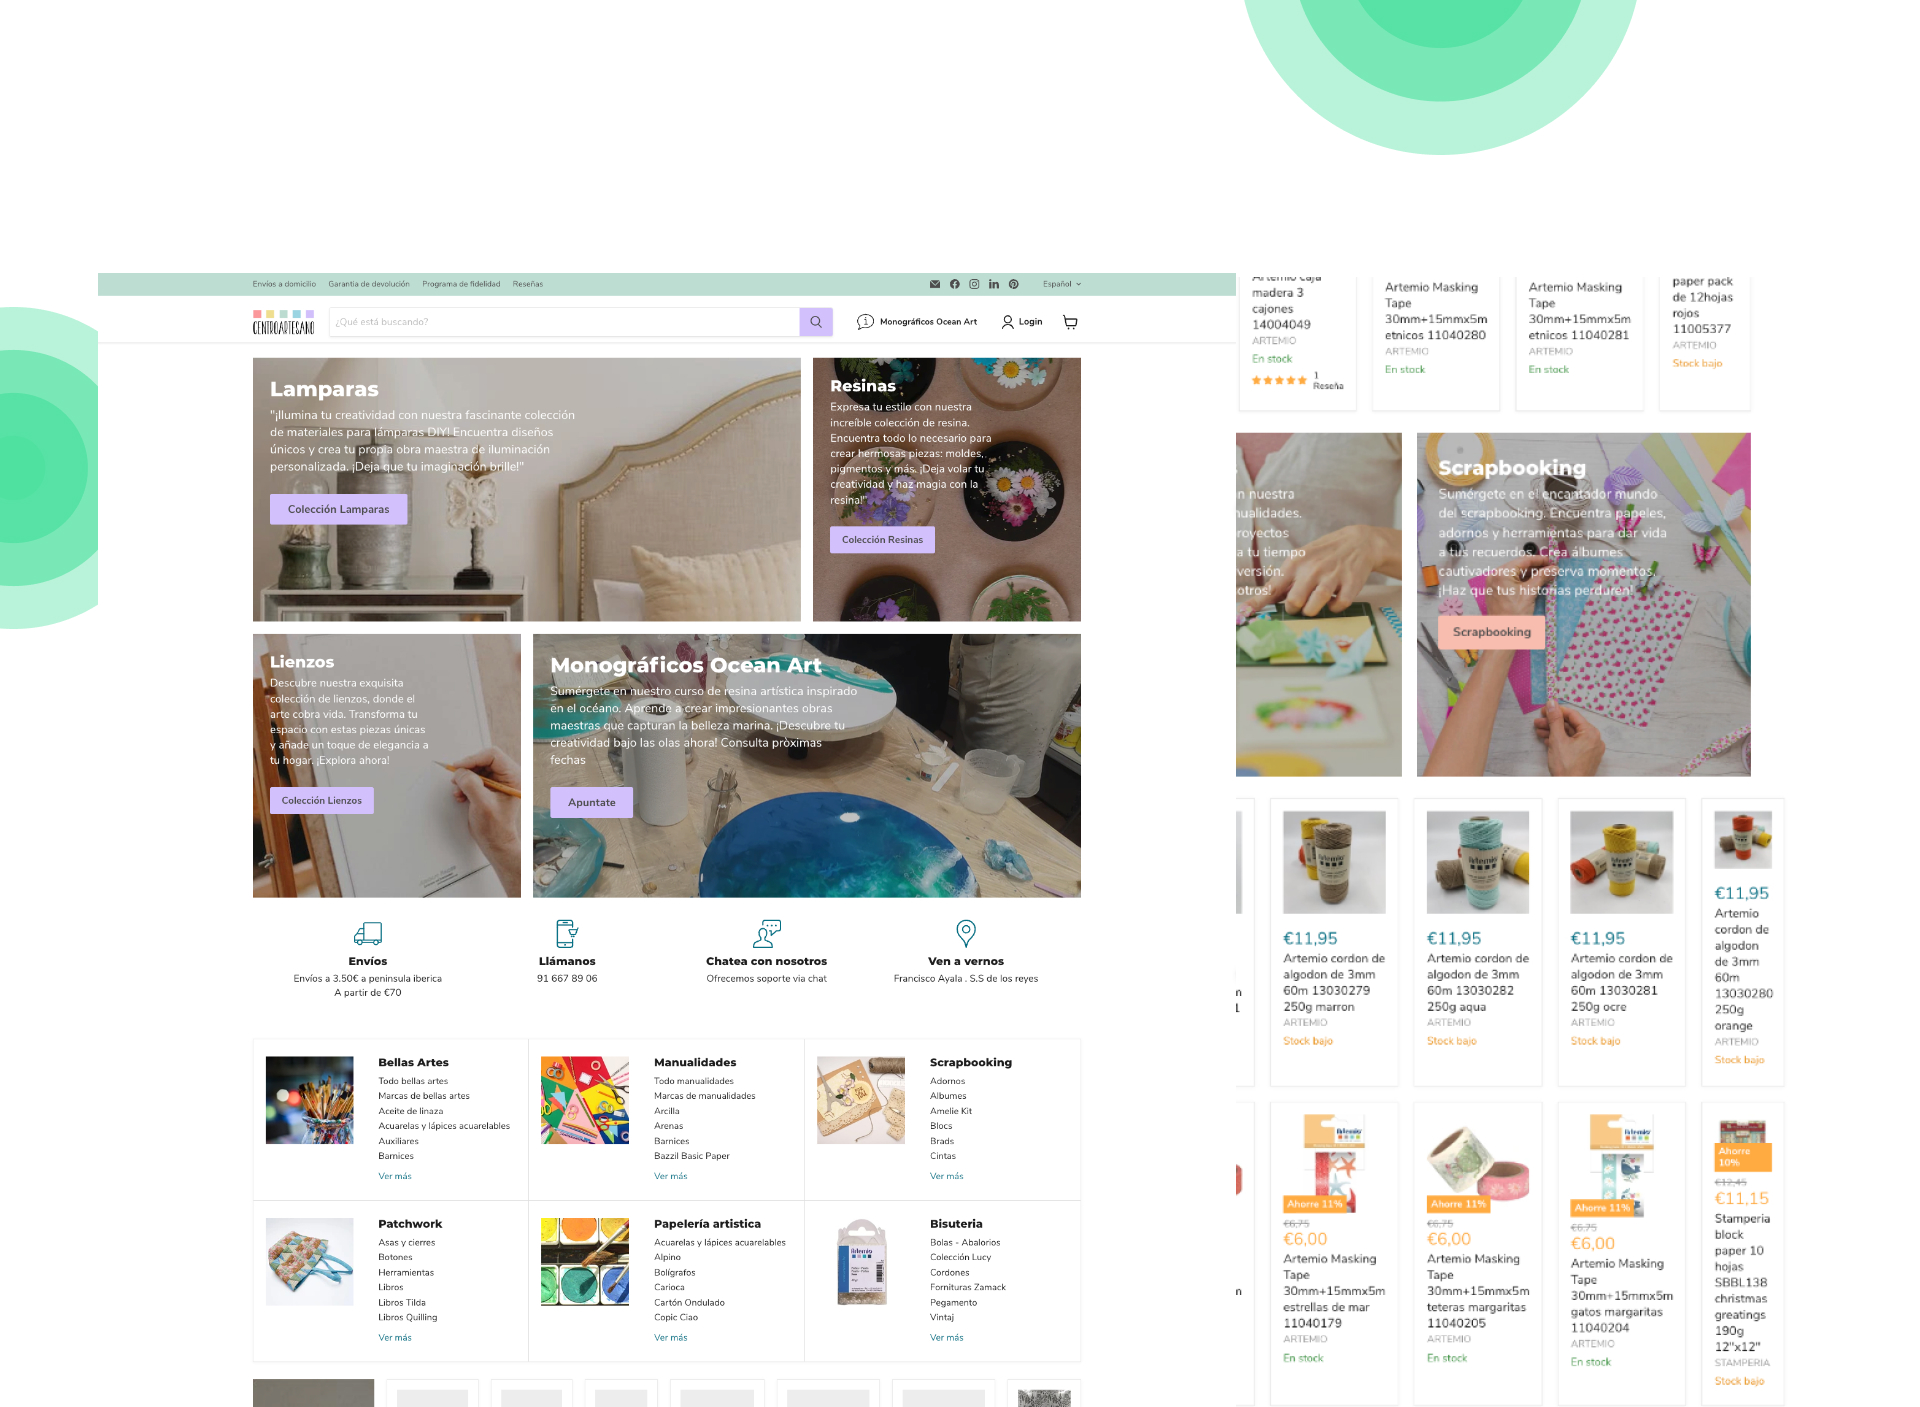 Envíos a domicilio
Garantía de devolución
Programa de fidelidad
Reseñas
Español
CENTROARTESANO
¿Qué está buscando?
Monográficos Ocean Art
Login
Lamparas
"¡Ilumina tu creatividad con nuestra fascinante colección
de materiales para lámparas DIY! Encuentra diseños
únicos y crea tu propia obra maestra de iluminación
personalizada. ¡Deja que tu imaginación brille!"
Colección Lamparas
Resinas
Expresa tu estilo con nuestra
increíble colección de resina.
Encuentra todo lo necesario para
crear hermosas piezas: moldes,
pigmentos y más. ¡Deja volar tu
creatividad y haz magia con la
resina!"
Colección Resinas
Lienzos
Descubre nuestra exquisita
colección de lienzos, donde el
arte cobra vida. Transforma tu
espacio con estas piezas únicas
y añade un toque de elegancia a
tu hogar. ¡Explora ahora!
Colección Lienzos
Monográficos Ocean Art
Sumérgete en nuestro curso de resina artística inspirado
en el océano. Aprende a crear impresionantes obras
maestras que capturan la belleza marina. ¡Descubre tu
creatividad bajo las olas ahora! Consulta pròximas
fechas
Apuntate
Envíos
Envíos a 3.50€ a peninsula iberica
A partir de €70
Llámanos
91 667 89 06
Chatea con nosotros
Ofrecemos soporte via chat
Ven a vernos
Francisco Ayala . S.S de los reyes
Bellas Artes
Todo bellas artes
Marcas de bellas artes
Aceite de linaza
Acuarelas y lápices acuarelables
Auxiliares
Barnices
Ver más
Manualidades
Todo manualidades
Marcas de manualidades
Arcilla
Arenas
Barnices
Bazzil Basic Paper
Ver más
Scrapbooking
Adornos
Albumes
Amelie Kit
Blocs
Brads
Cintas
Ver más
Patchwork
Asas y cierres
Botones
Herramientas
Libros
Libros Tilda
Libros Quilling
Ver más
Papelería artistica
Acuarelas y lápices acuarelables
Alpino
Bolígrafos
Carioca
Cartón Ondulado
Copic Ciao
Ver más
Artemio
Bisuteria
Bolas - Abalorios
Colección Lucy
Cordones
Fornituras Zamack
Pegamento
Vintaj
Ver más
Artemio caja
madera 3
cajones
14004049
ARTEMIO
En stock
1
Reseña
Artemio Masking
Tape
30mm+15mmx5m
etnicos 11040280
ARTEMIO
En stock
Artemio Masking
Tape
30mm+15mmx5m
etnicos 11040281
ARTEMIO
En stock
paper pack
de 12hojas
rojos
11005377
ARTEMIO
Stock bajo
n nuestra
nualidades.
royectos
a tu tiempo
versión.
otros!
Scrapbooking
Sumérgete en el encantador mundo
del scrapbooking. Encuentra papeles,
adornos y herramientas para dar vida
a tus recuerdos. Crea álbumes
cautivadores y preserva momentos.
¡Haz que tus historias perduren!
Scrapbooking
m
1
Artemio
€11,95
Artemio cordon de
algodon de 3mm
60m 13030279
250g marron
ARTEMIO
Stock bajo
Artemio
€11,95
Artemio cordon de
algodon de 3mm
60m 13030282
250g aqua
ARTEMIO
Stock bajo
Artemio
€11,95
Artemio cordon de
algodon de 3mm
60m 13030281
250g ocre
ARTEMIO
Stock bajo
€11,95
Artemio
cordon de
algodon
de 3mm
60m
13030280
250g
orange
ARTEMIO
Stock bajo
m
Artemio
Ahorre 11%
€6,75
€6,00
Artemio Masking
Tape
30mm+15mmx5m
estrellas de mar
11040179
ARTEMIO
En stock
Ahorre 11%
€6,75
€6,00
Artemio Masking
Tape
30mm+15mmx5m
teteras margaritas
11040205
ARTEMIO
En stock
Artemio
Ahorre 11%
€6,75
€6,00
Artemio Masking
Tape
30mm+15mmx5m
gatos margaritas
11040204
ARTEMIO
En stock
Ahorre
10%
€12,45
€11,15
Stamperia
block
paper 10
hojas
SBBL138
christmas
greatings
190g
12"x12"
STAMPERIA
Stock bajo